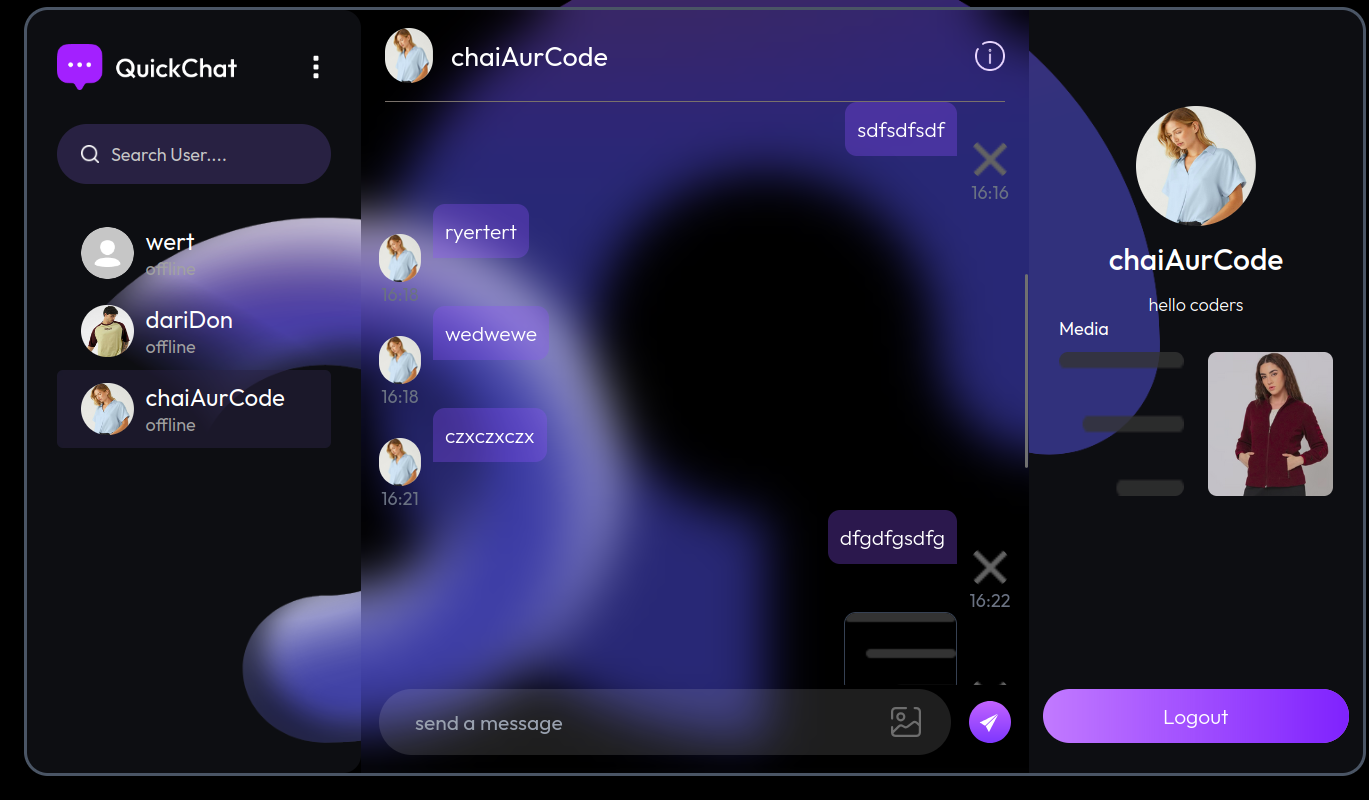 QuickChat
Search User....
wert
offline
dariDon
offline
chaiAurCode
offline
chaiAurCode
sdfsdfsdf
16:16
ryertert
16:18
wedwewe
16:18
czxczxczx
16:21
dfgdfgsdfg
16:22
send a message
chaiAurCode
hello coders
Media
Logout